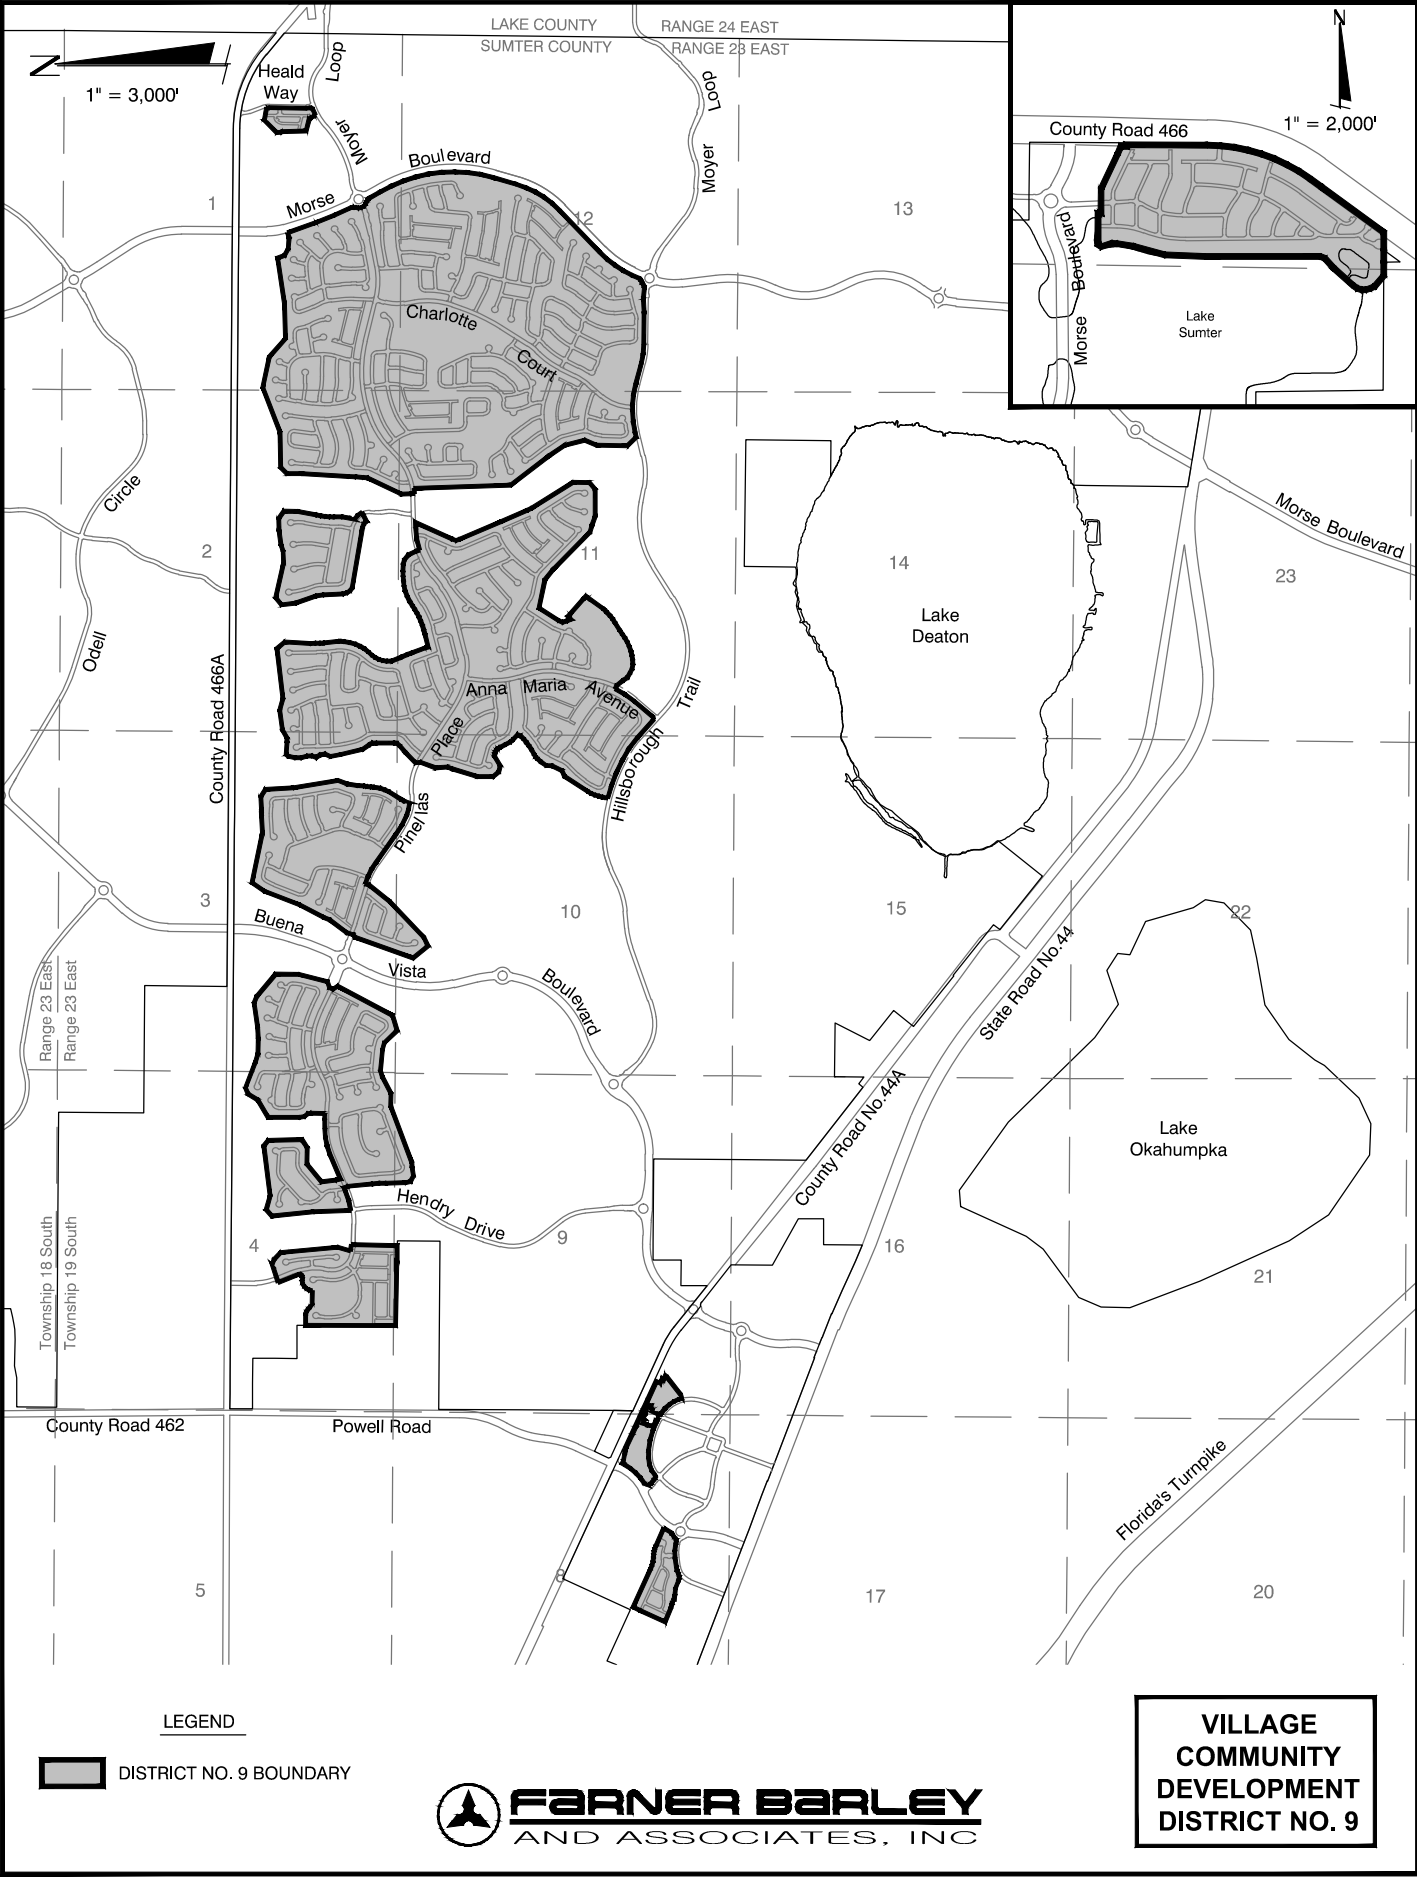 LAKE COUNTY
RANGE 24 EAST
SUMTER COUNTY
RANGE 23 EAST
N
1" = 3,000'
Heald
Way
Loop
Moyer
Boulevard
Morse
Loop
Moyer
1
12
13
N
1" = 2,000'
County Road 466
Morse Boulevard
Lake
Sumter
Charlotte
Court
Circle
Odell
2
11
14
23
Morse Boulevard
Lake
Deaton
County Road 466A
Anna Maria Avenue
Place
Pinellas
Hillsborough
Trail
3
10
15
22
Buena
Vista
Boulevard
State Road No.44
County Road No.44A
Range 23 East
Range 23 East
Lake
Okahumpka
Hendry Drive
4
9
16
21
Township 18 South
Township 19 South
County Road 462
Powell Road
Florida's Turnpike
5
8
17
20
LEGEND
DISTRICT NO. 9 BOUNDARY
FARNER BARLEY
AND ASSOCIATES, INC
VILLAGE
COMMUNITY
DEVELOPMENT
DISTRICT NO. 9